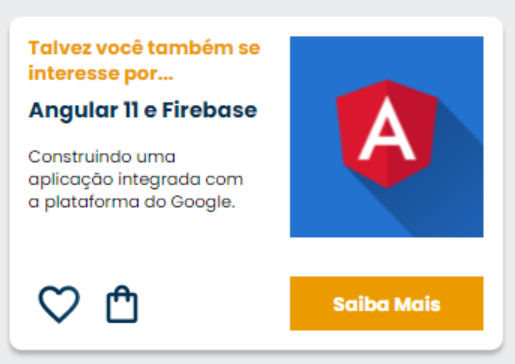 Talvez você também se
interesse por...
Angular 11 e Firebase
Construindo uma
aplicação integrada com
a plataforma do Google.
A
Saiba Mais